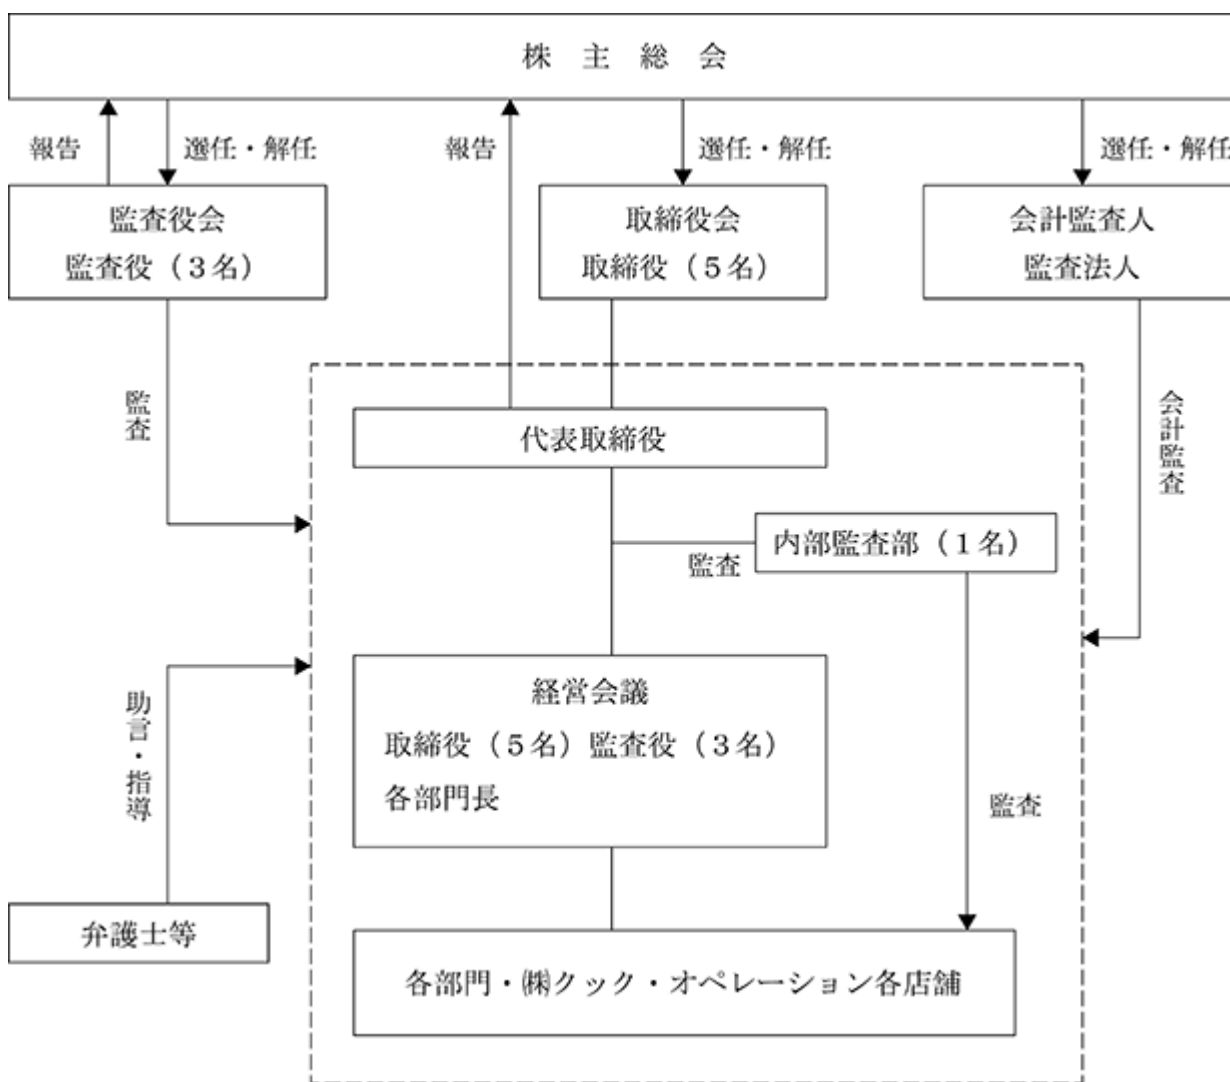 株主総会
報告
選任・解任
報告
選任・解任
選任・解任
監査役会
監査役（３名）
取締役会
取締役（５名）
会計監査人
監査法人
監査
会計監査
代表取締役
内部監査部（１名）
監査
経営会議
取締役（５名）監査役（３名）
各部門長
助言・指導
監査
弁護士等
各部門・㈱クック・オペレーション各店舗